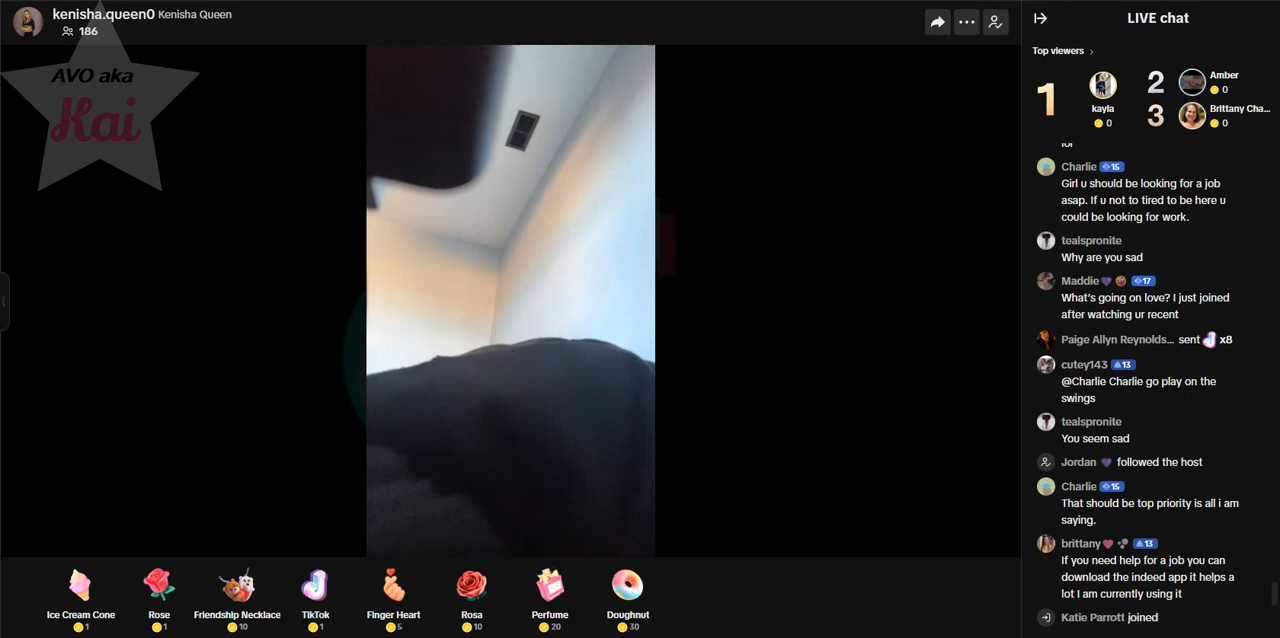 kenisha.queen0 Kenisha Queen
186
AVO aka
Kai
LIVE chat
Top viewers
1
kayla
0
2
Amber
0
3
Brittany Cha...
0
Charlie 15
Girl u should be looking for a job
asap. If u not to tired to be here u
could be looking for work.
tealspronite
Why are you sad
Maddie 17
What's going on love? I just joined
after watching ur recent
Paige Allyn Reynolds... sent x8
cutey143 13
@Charlie Charlie go play on the
swings
tealspronite
You seem sad
Jordan followed the host
Charlie 15
That should be top priority is all i am
saying.
brittany 13
If you need help for a job you can
download the indeed app it helps a
lot I am currently using it
Katie Parrott joined
Ice Cream Cone
1
Rose
1
Friendship Necklace
10
TikTok
1
Finger Heart
5
Rosa
10
Perfume
20
Doughnut
30